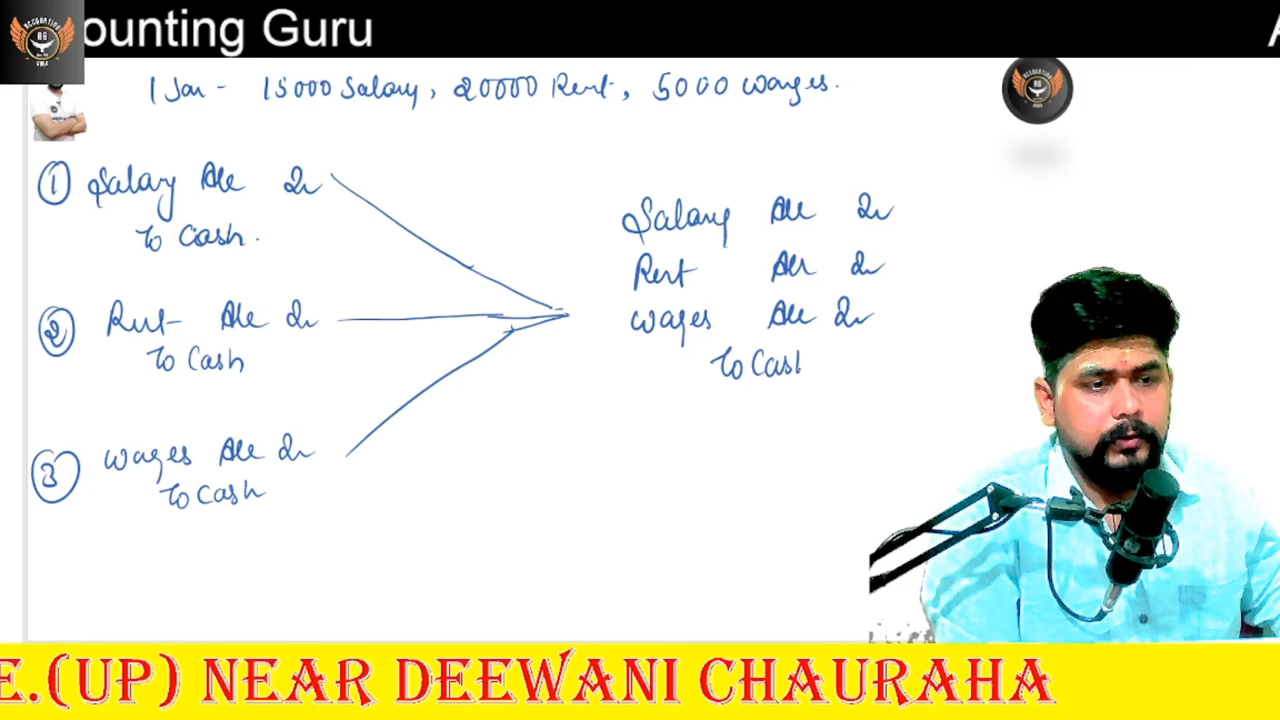 ounting Guru
A
1 Jan - 15000 Salary, 20000 Rent, 5000 Wages.
① Salary A/c Dr
To Cash.
② Rent A/c Dr
To Cash
③ Wages A/c Dr
To Cash
Salary A/c Dr
Rent A/c Dr
Wages A/c Dr
To Cash
E.(UP) NEAR DEEWANI CHAURAHA